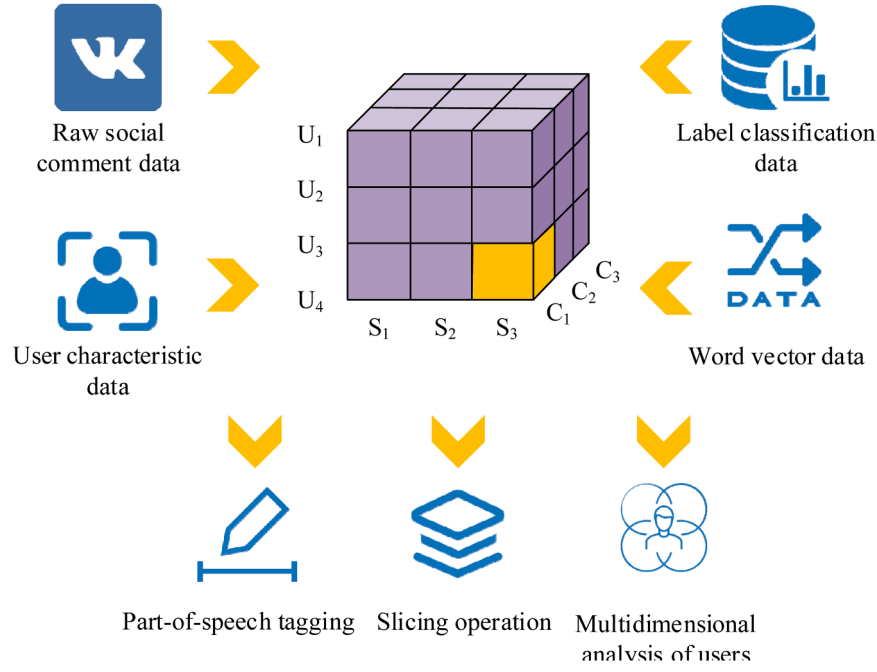 VK
Raw social
comment data
Label classification
data
U₁
U₂
U₃
U₄
S₁ S₂ S₃
C₁
C₂
C₃
User characteristic
data
DATA
Word vector data
Part-of-speech tagging
Slicing operation
Multidimensional
analysis of users